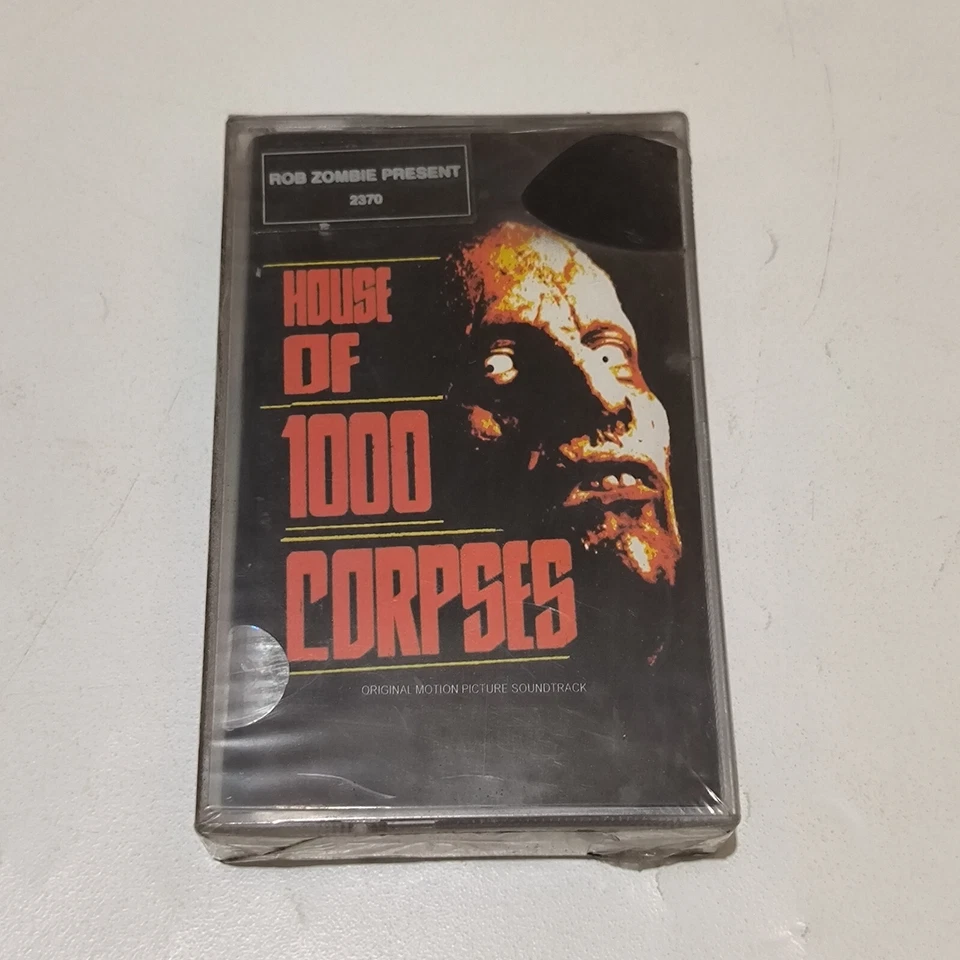 ROB ZOMBIE PRESENT
2370
HOUSE
OF
1000
CORPSES
ORIGINAL MOTION PICTURE SOUNDTRACK